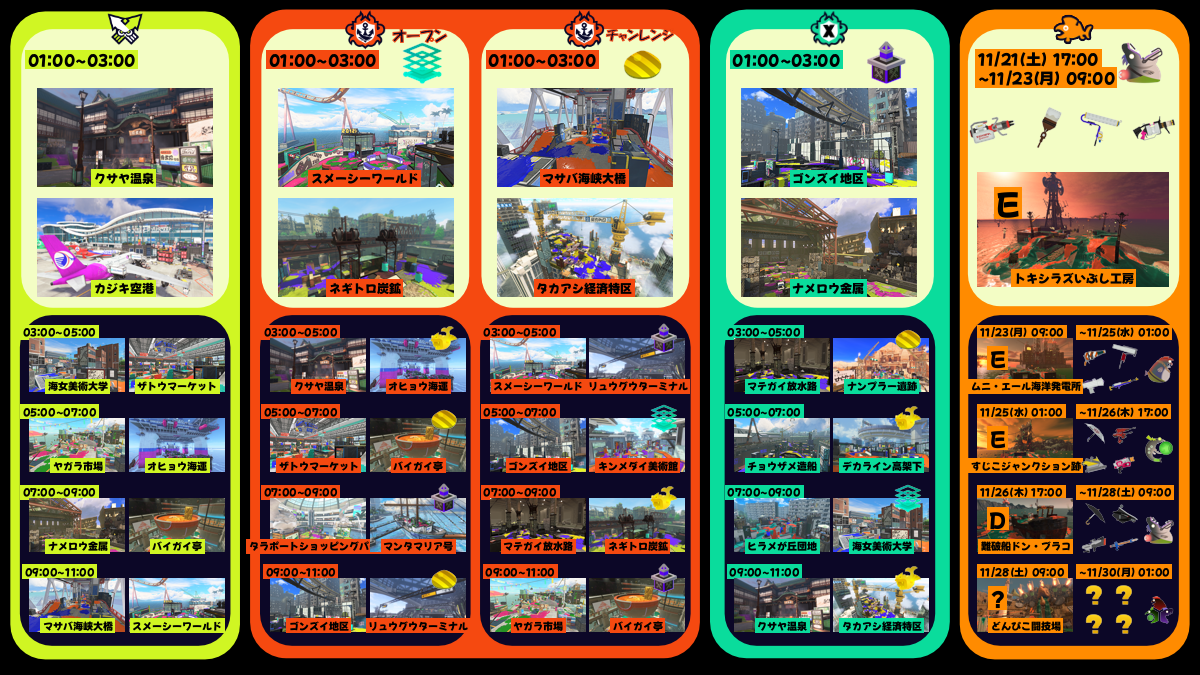 01:00~03:00
クサヤ温泉
カジキ空港
03:00~05:00
海女美術大学
ザトウマーケット
05:00~07:00
ヤガラ市場
オヒョウ海運
07:00~09:00
ナメロウ金属
バイガイ亭
09:00~11:00
マサバ海峡大橋
スメーシーワールド
オープン
01:00~03:00
スメーシーワールド
ネギトロ炭鉱
03:00~05:00
クサヤ温泉
オヒョウ海運
05:00~07:00
ザトウマーケット
バイガイ亭
07:00~09:00
タラポートショッピングパ
マンタマリア号
09:00~11:00
ゴンズイ地区
リュウグウターミナル
チャレンジ
01:00~03:00
マサバ海峡大橋
タカアシ経済特区
03:00~05:00
スメーシーワールド
リュウグウターミナル
05:00~07:00
ゴンズイ地区
キンメダイ美術館
07:00~09:00
マテガイ放水路
ネギトロ炭鉱
09:00~11:00
ヤガラ市場
バイガイ亭
X
01:00~03:00
ゴンズイ地区
ナメロウ金属
03:00~05:00
マテガイ放水路
ナンプラー遺跡
05:00~07:00
チョウザメ造船
デカライン高架下
07:00~09:00
ヒラメが丘団地
海女美術大学
09:00~11:00
クサヤ温泉
タカアシ経済特区
11/21(土) 17:00
~11/23(月) 09:00
E
トキシラズいぶし工房
11/23(月) 09:00
~11/25(水) 01:00
E
ムニ・エール海洋発電所
11/25(水) 01:00
~11/26(木) 17:00
E
すじこジャンクション跡
11/26(木) 17:00
~11/28(土) 09:00
D
難破船ドン・ブラコ
11/28(土) 09:00
~11/30(月) 01:00
?
? ?
? ?
どんぴこ闘技場